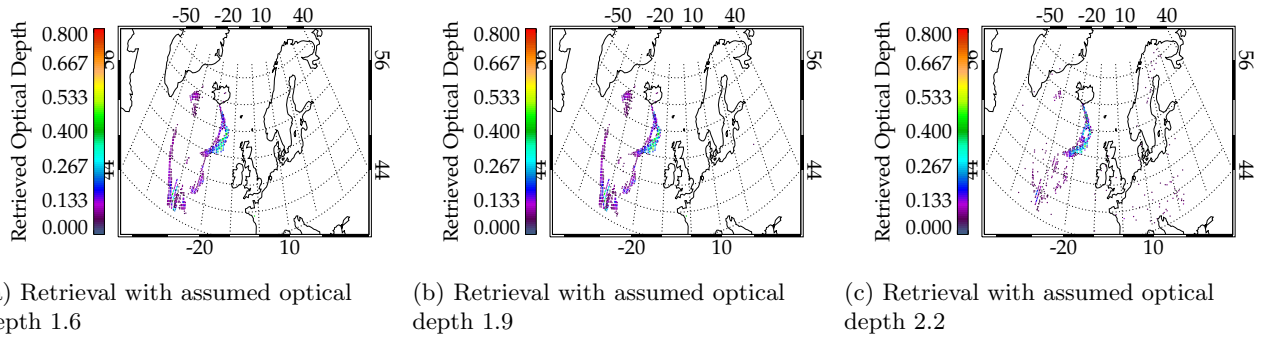 -50 -20 10 40
Retrieved Optical Depth
0.800
0.667
0.533
0.400
0.267
0.133
0.000
56
44
-20 10
) Retrieval with assumed optical
epth 1.6
-50 -20 10 40
Retrieved Optical Depth
0.800
0.667
0.533
0.400
0.267
0.133
0.000
56
44
-20 10
(b) Retrieval with assumed optical
depth 1.9
-50 -20 10 40
Retrieved Optical Depth
0.800
0.667
0.533
0.400
0.267
0.133
0.000
56
44
-20 10
(c) Retrieval with assumed optical
depth 2.2